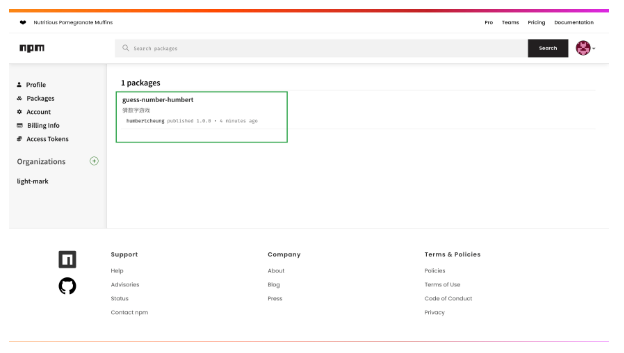 Nutritious Pomegranate Muffins
Pro Teams Pricing Documentation
npm
Search packages
Search
Profile
Packages
Account
Billing Info
Access Tokens
Organizations
light-mark
1 packages
guess-number-humbert
猜数字游戏
humbertcheung published 1.0.0 • 4 minutes ago
Support
Help
Advisories
Status
Contact npm
Company
About
Blog
Press
Terms & Policies
Policies
Terms of Use
Code of Conduct
Privacy